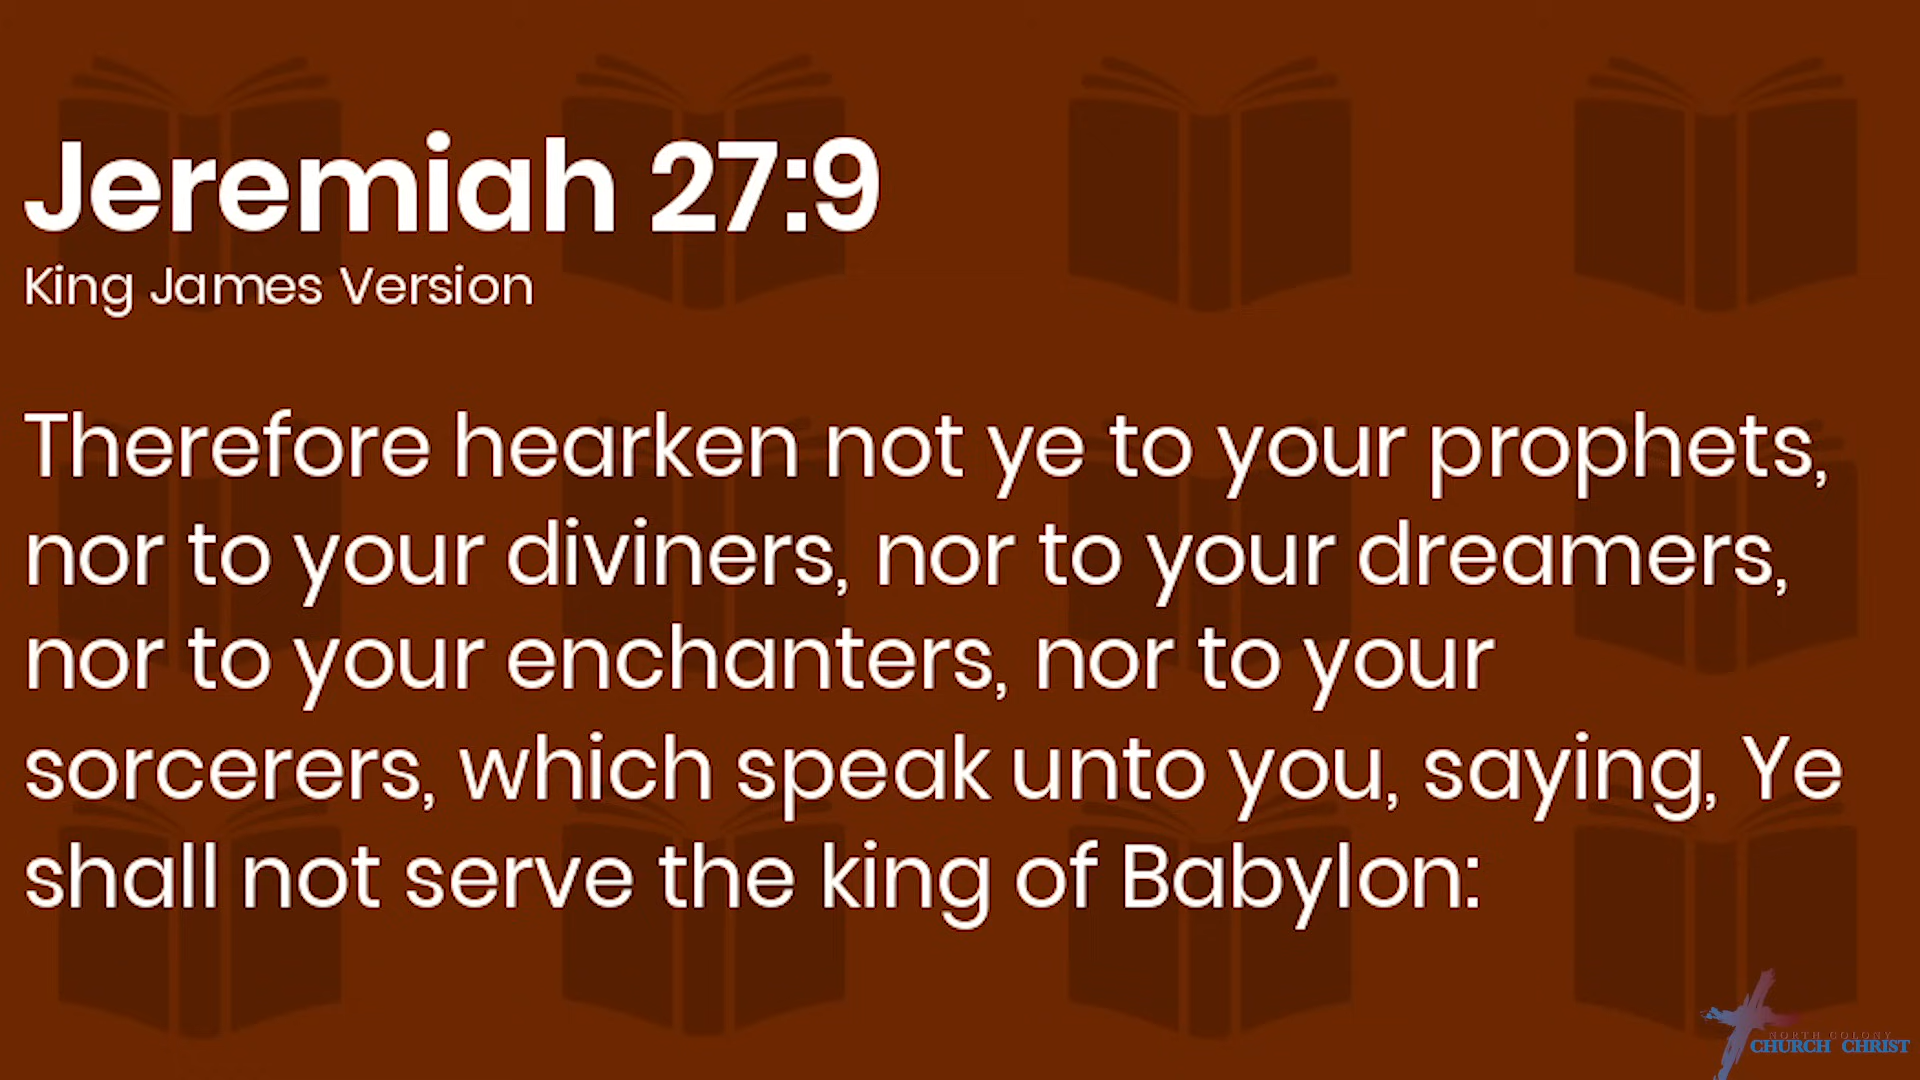 Jeremiah 27:9
King James Version
Therefore hearken not ye to your prophets,
nor to your diviners, nor to your dreamers,
nor to your enchanters, nor to your
sorcerers, which speak unto you, saying, Ye
shall not serve the king of Babylon:
NORTH COLONY
CHURCH CHRIST